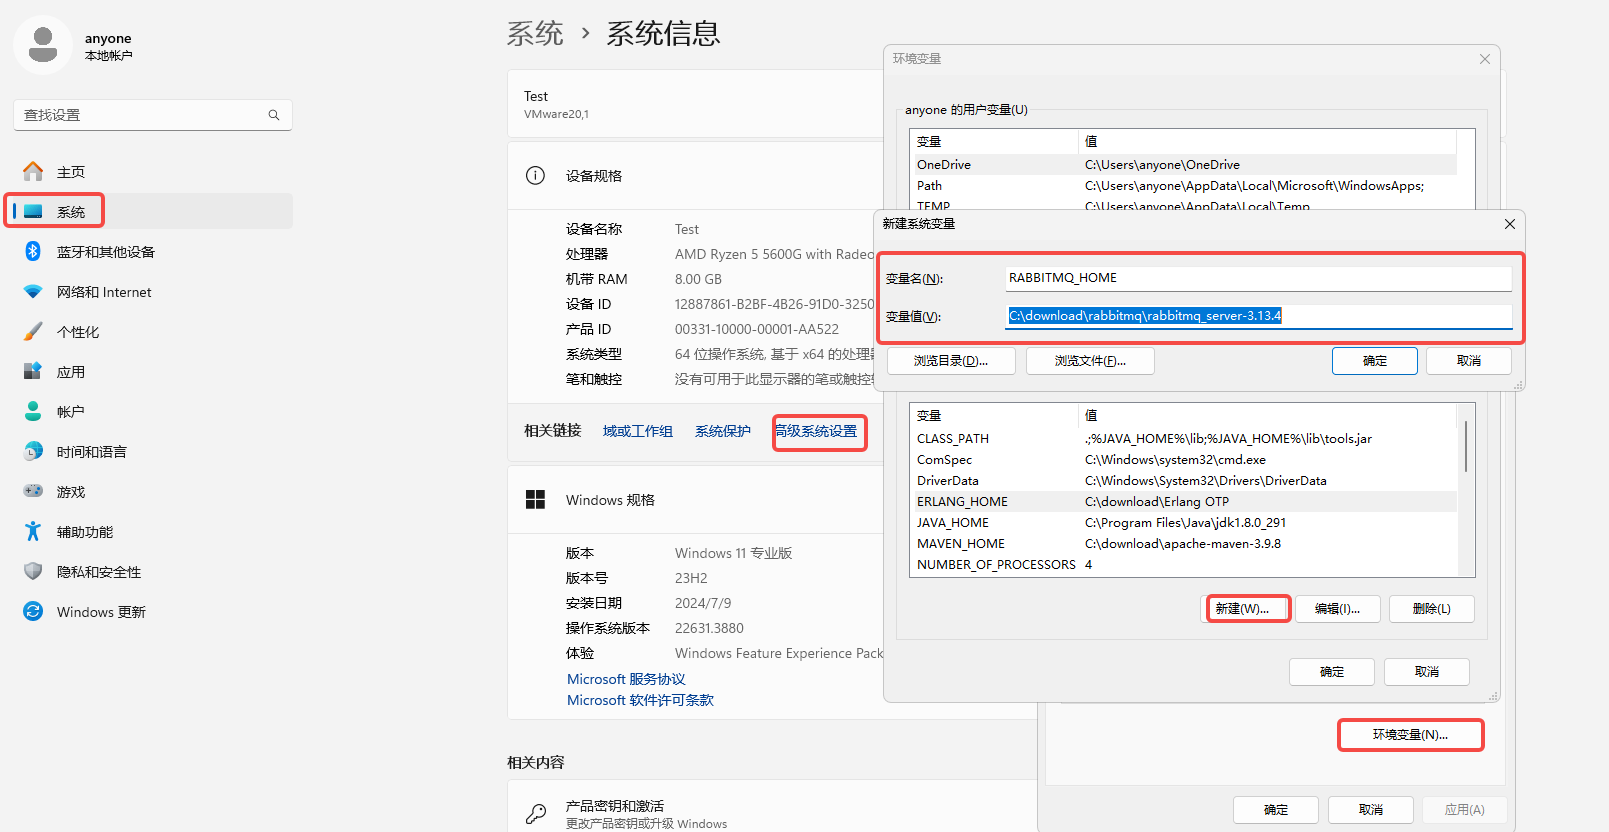 anyone
本地帐户
查找设置
主页
系统
蓝牙和其他设备
网络和 Internet
个性化
应用
帐户
时间和语言
游戏
辅助功能
隐私和安全性
Windows 更新
系统 › 系统信息
Test
VMware20,1
设备规格
设备名称 Test
处理器 AMD Ryzen 5 5600G with Radeo
机带 RAM 8.00 GB
设备 ID 12887861-B2BF-4B26-91D0-3250
产品 ID 00331-10000-00001-AA522
系统类型 64 位操作系统, 基于 x64 的处理
笔和触控 没有可用于此显示器的笔或触控
相关链接 域或工作组 系统保护 高级系统设置
Windows 规格
版本 Windows 11 专业版
版本号 23H2
安装日期 2024/7/9
操作系统版本 22631.3880
体验 Windows Feature Experience Pack
Microsoft 服务协议
Microsoft 软件许可条款
相关内容
产品密钥和激活
更改产品密钥或升级 Windows
环境变量
anyone 的用户变量(U)
变量 值
OneDrive C:\Users\anyone\OneDrive
Path C:\Users\anyone\AppData\Local\Microsoft\WindowsApps;
TEMP C:\Users\anyone\AppData\Local\Temp
新建系统变量
变量名(N): RABBITMQ_HOME
变量值(V): C:\download\rabbitmq\rabbitmq_server-3.13.4
浏览目录(D)... 浏览文件(F)... 确定 取消
变量 值
CLASS_PATH .;%JAVA_HOME%\lib;%JAVA_HOME%\lib\tools.jar
ComSpec C:\Windows\system32\cmd.exe
DriverData C:\Windows\System32\Drivers\DriverData
ERLANG_HOME C:\download\Erlang OTP
JAVA_HOME C:\Program Files\Java\jdk1.8.0_291
MAVEN_HOME C:\download\apache-maven-3.9.8
NUMBER_OF_PROCESSORS 4
新建(W)... 编辑(I)... 删除(L)
确定 取消
环境变量(N)...
确定 取消 应用(A)